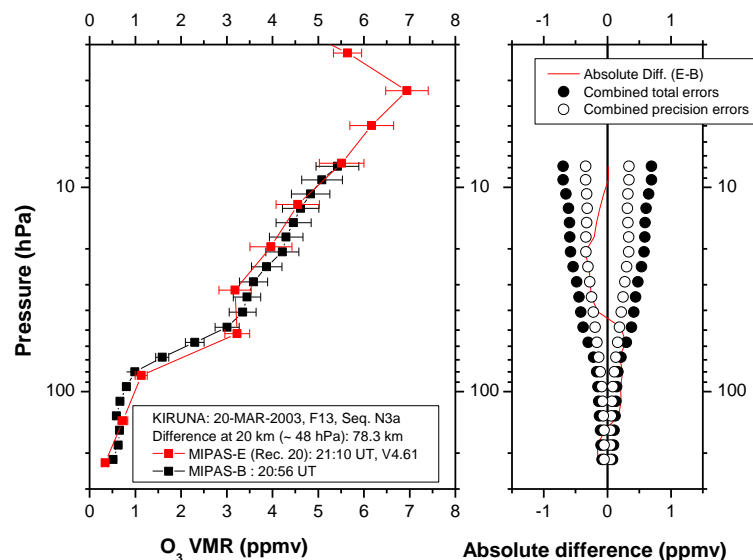 0 1 2 3 4 5 6 7 8
-1 0 1
Absolute Diff. (E-B)
Combined total errors
Combined precision errors
10
10
10
100
100
100
Pressure (hPa)
KIRUNA: 20-MAR-2003, F13, Seq. N3a
Difference at 20 km (~ 48 hPa): 78.3 km
MIPAS-E (Rec. 20): 21:10 UT, V4.61
MIPAS-B : 20:56 UT
0 1 2 3 4 5 6 7 8
-1 0 1
O3 VMR (ppmv)
Absolute difference (ppmv)